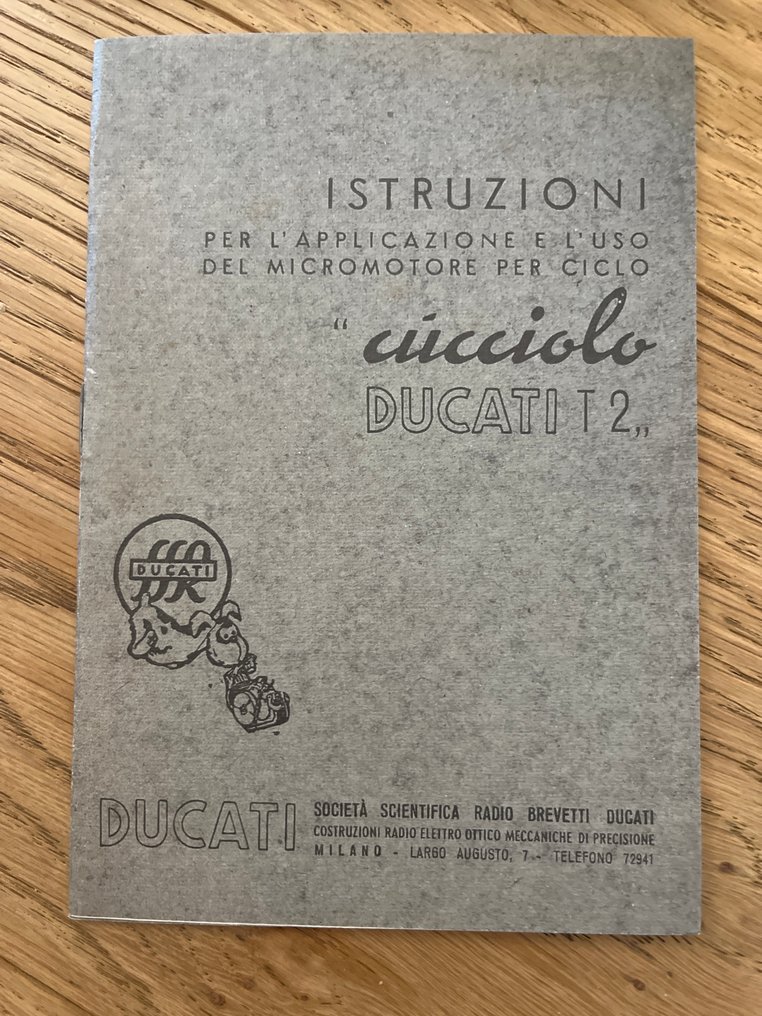 ISTRUZIONI
PER L'APPLICAZIONE E L'USO
DEL MICROMOTORE PER CICLO
“ cúcciolo
DUCATI T 2„
SSR
DUCATI
DUCATI
SOCIETÀ SCIENTIFICA RADIO BREVETTI DUCATI
COSTRUZIONI RADIO ELETTRO OTTICO MECCANICHE DI PRECISIONE
MILANO - LARGO AUGUSTO, 7 - TELEFONO 72941